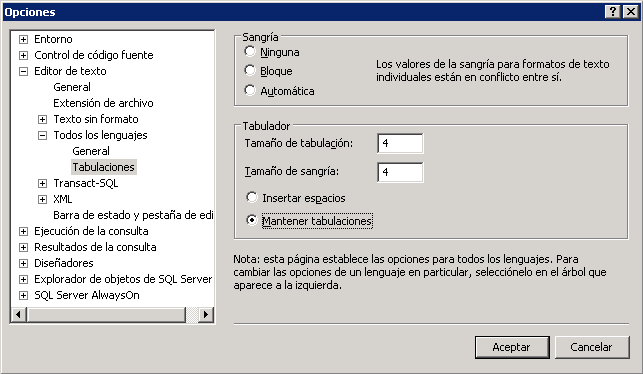 Opciones
Entorno
Control de código fuente
Editor de texto
General
Extensión de archivo
Texto sin formato
Todos los lenguajes
General
Tabulaciones
Transact-SQL
XML
Barra de estado y pestaña de edi
Ejecución de la consulta
Resultados de la consulta
Diseñadores
Explorador de objetos de SQL Server
SQL Server AlwaysOn
Sangría
Ninguna
Bloque
Automática
Los valores de la sangría para formatos de texto
individuales están en conflicto entre sí.
Tabulador
Tamaño de tabulación: 4
Tamaño de sangría: 4
Insertar espacios
Mantener tabulaciones
Nota: esta página establece las opciones para todos los lenguajes. Para
cambiar las opciones de un lenguaje en particular, selecciónelo en el árbol que
aparece a la izquierda.
Aceptar
Cancelar